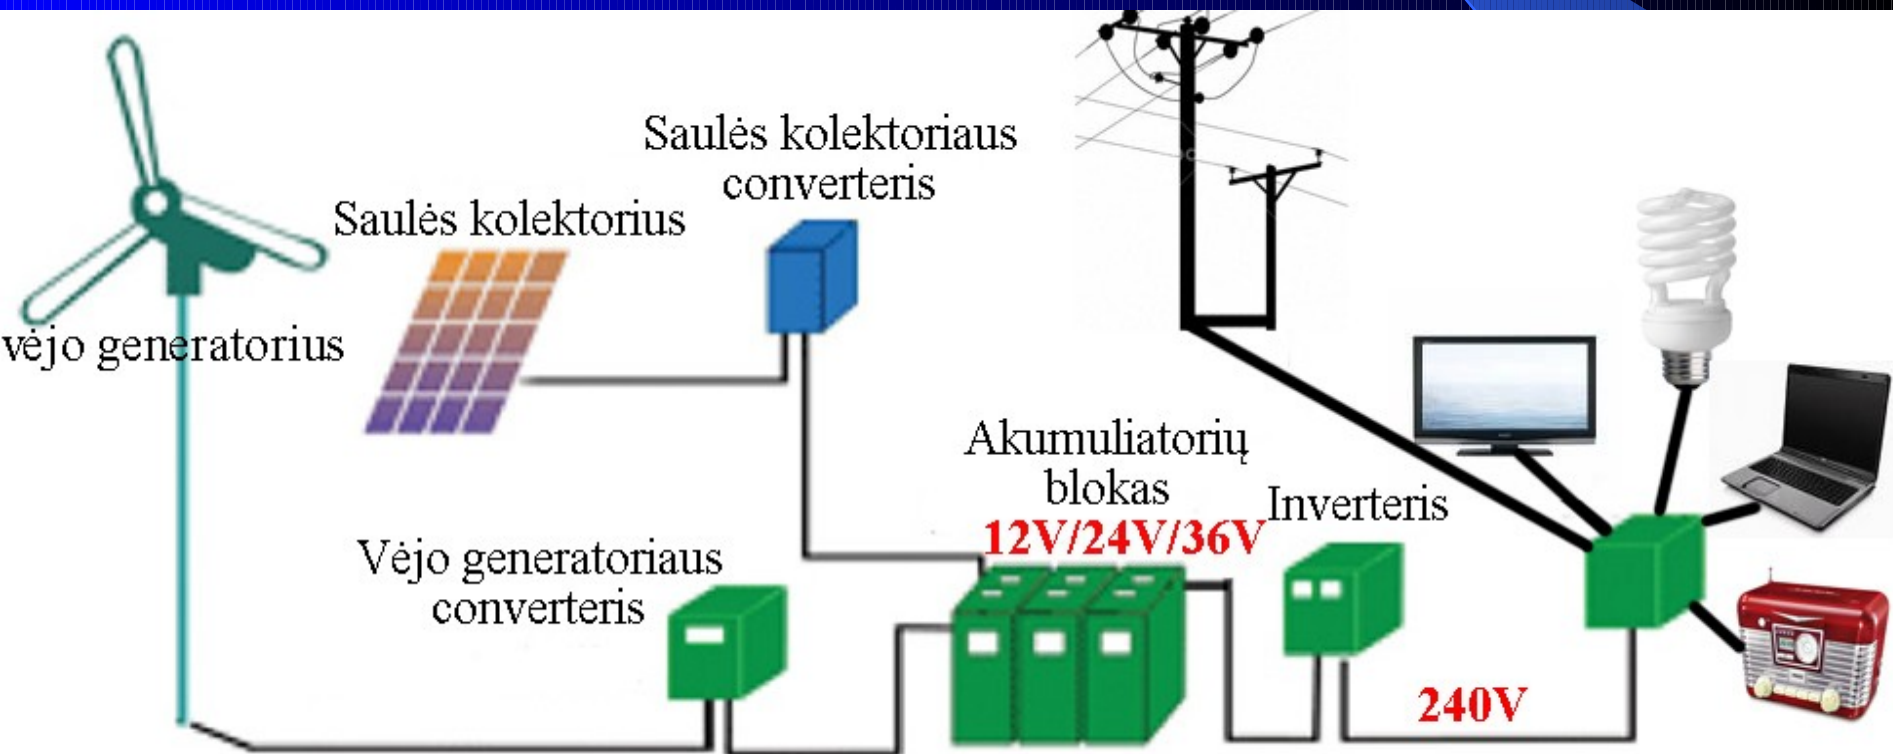 Saulės kolektoriaus
converteris
Saulės kolektorius
vėjo generatorius
Akumuliatorių
blokas
12V/24V/36V
Inverteris
Vėjo generatoriaus
converteris
240V